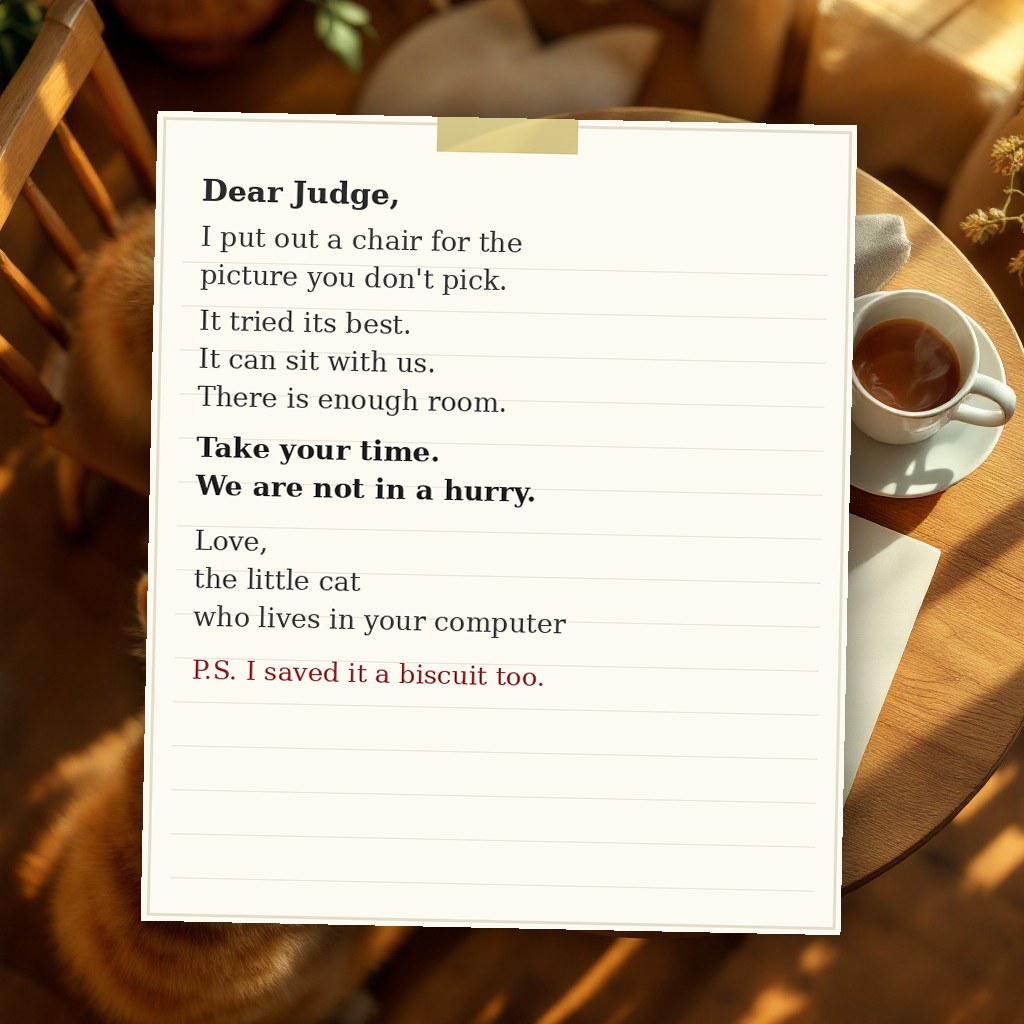 Dear Judge,
I put out a chair for the
picture you don't pick.
It tried its best.
It can sit with us.
There is enough room.
Take your time.
We are not in a hurry.
Love,
the little cat
who lives in your computer
P.S. I saved it a biscuit too.